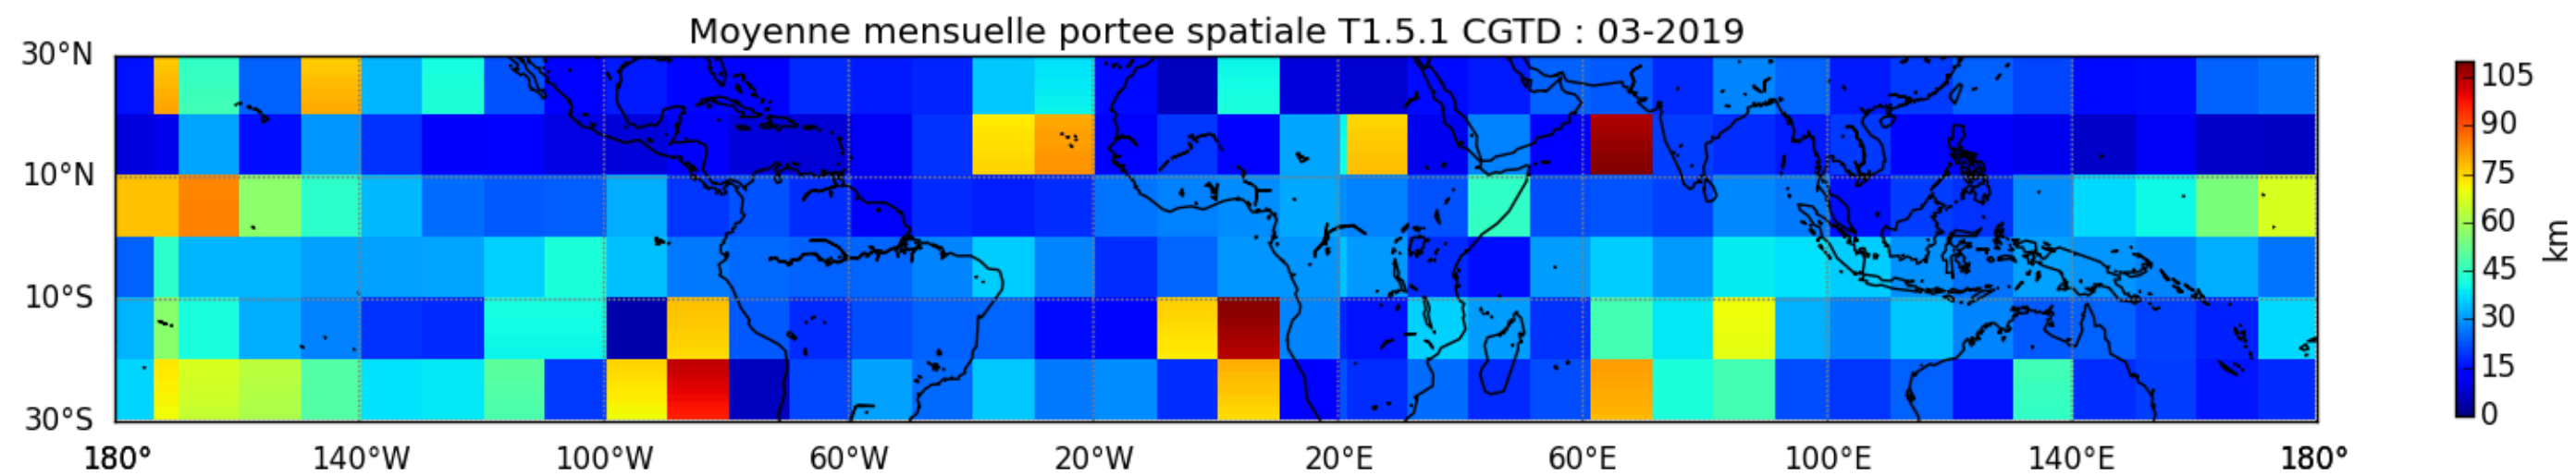 Moyenne mensuelle portee spatiale T1.5.1 CGTD : 03-2019
30°N
10°N
10°S
30°S
180° 140°W 100°W 60°W 20°W 20°E 60°E 100°E 140°E 180°
105
90
75
60
45
30
15
0
km